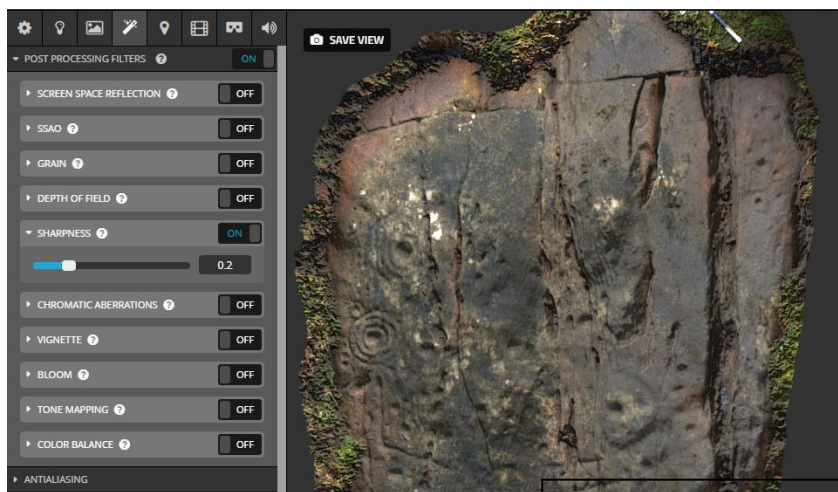 SAVE VIEW
POST PROCESSING FILTERS ON
SCREEN SPACE REFLECTION OFF
SSAO OFF
GRAIN OFF
DEPTH OF FIELD OFF
SHARPNESS ON
0.2
CHROMATIC ABERRATIONS OFF
VIGNETTE OFF
BLOOM OFF
TONE MAPPING OFF
COLOR BALANCE OFF
ANTIALIASING